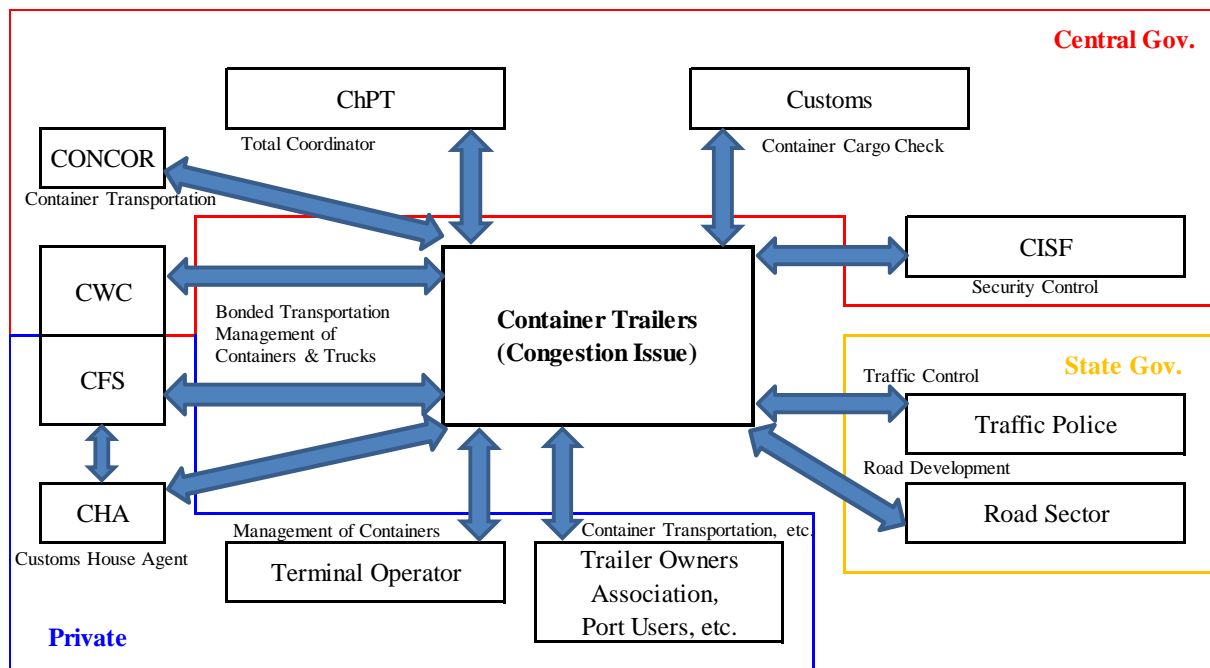 Central Gov.
ChPT
Customs
Total Coordinator
Container Cargo Check
CONCOR
Container Transportation
CISF
Security Control
CWC
Bonded Transportation
Management of
Containers & Trucks
Container Trailers
(Congestion Issue)
CFS
State Gov.
Traffic Control
Traffic Police
Road Development
Road Sector
CHA
Customs House Agent
Management of Containers
Terminal Operator
Container Transportation, etc.
Trailer Owners
Association,
Port Users, etc.
Private